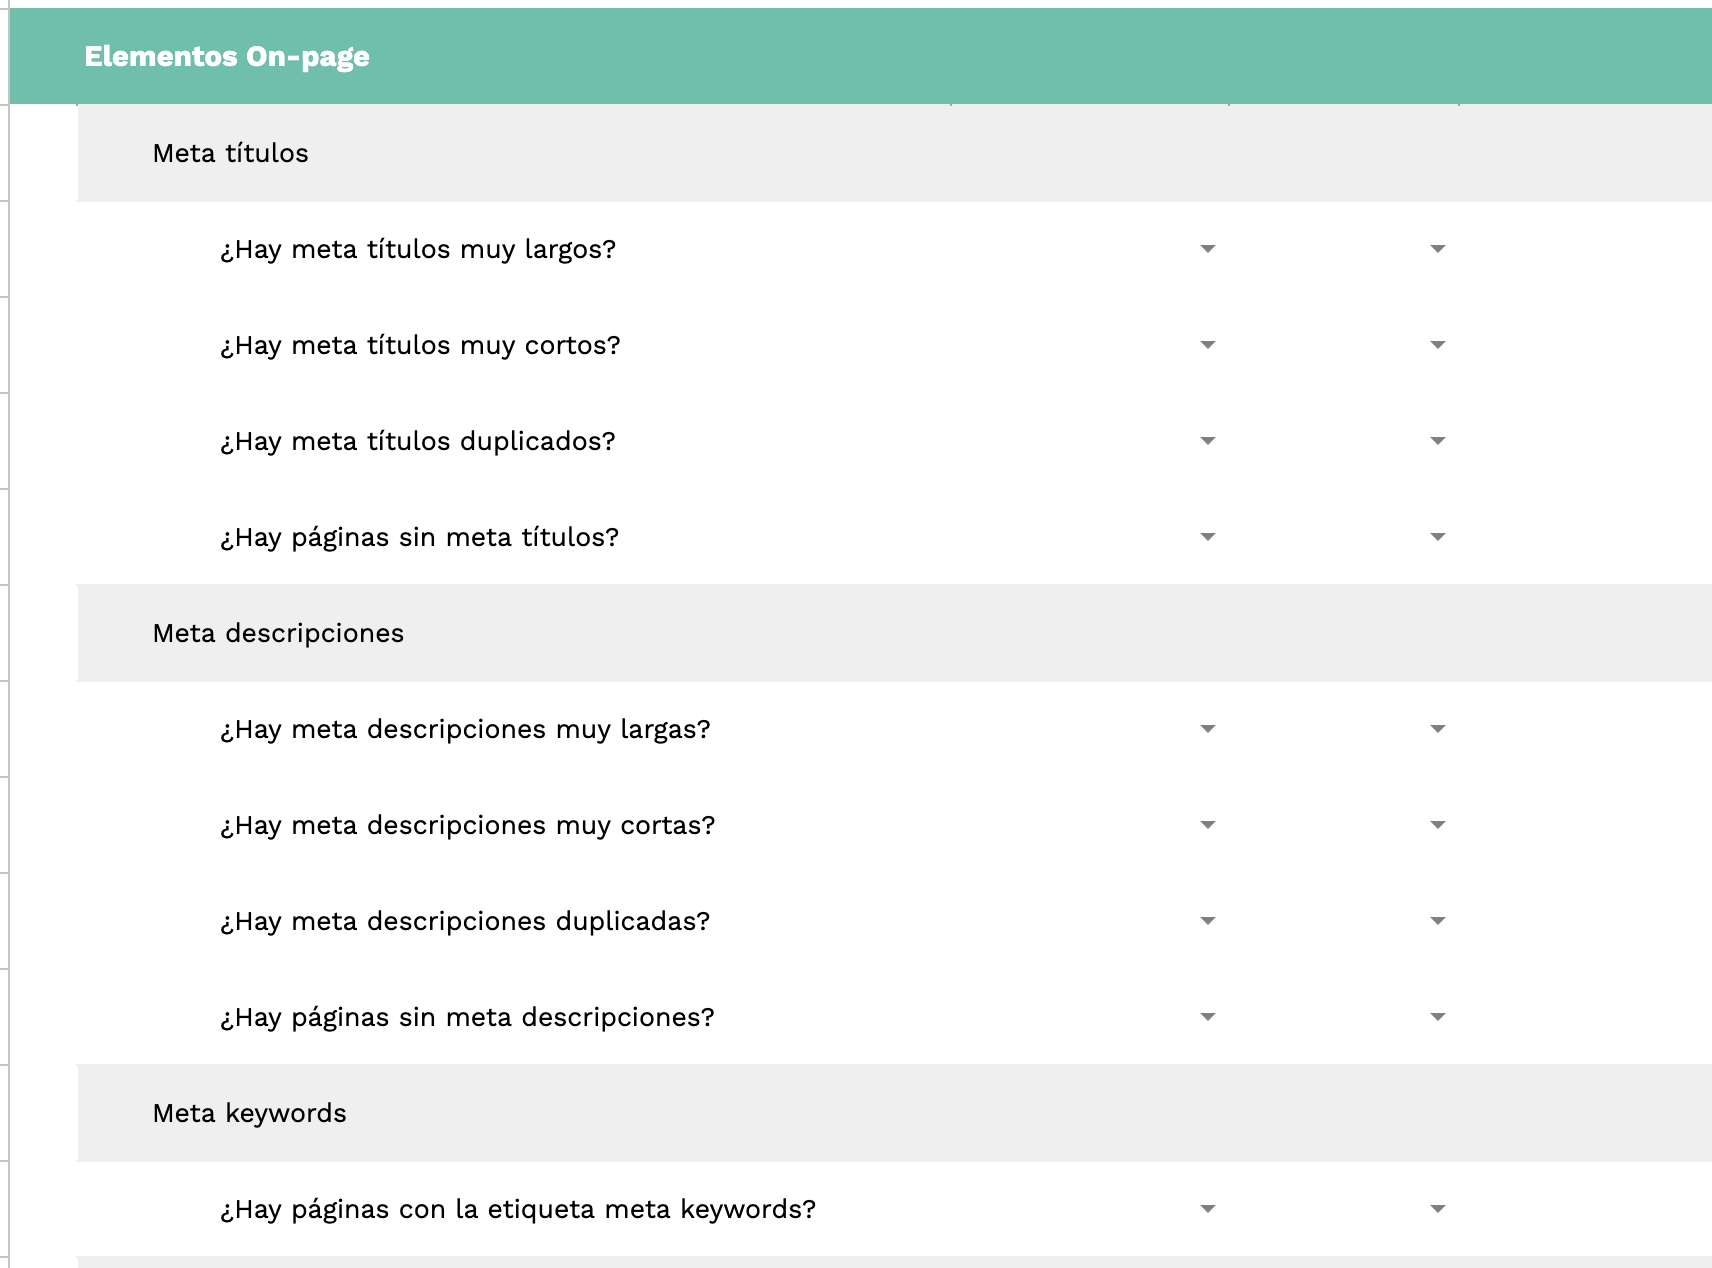 Elementos On-page
Meta títulos
¿Hay meta títulos muy largos?
¿Hay meta títulos muy cortos?
¿Hay meta títulos duplicados?
¿Hay páginas sin meta títulos?
Meta descripciones
¿Hay meta descripciones muy largas?
¿Hay meta descripciones muy cortas?
¿Hay meta descripciones duplicadas?
¿Hay páginas sin meta descripciones?
Meta keywords
¿Hay páginas con la etiqueta meta keywords?